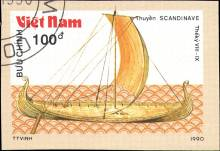 Việt Nam
BƯU CHÍNH 100đ
Thuyền SCANDINAVE
Thế kỷ VIII - IX
TTVINH
1990